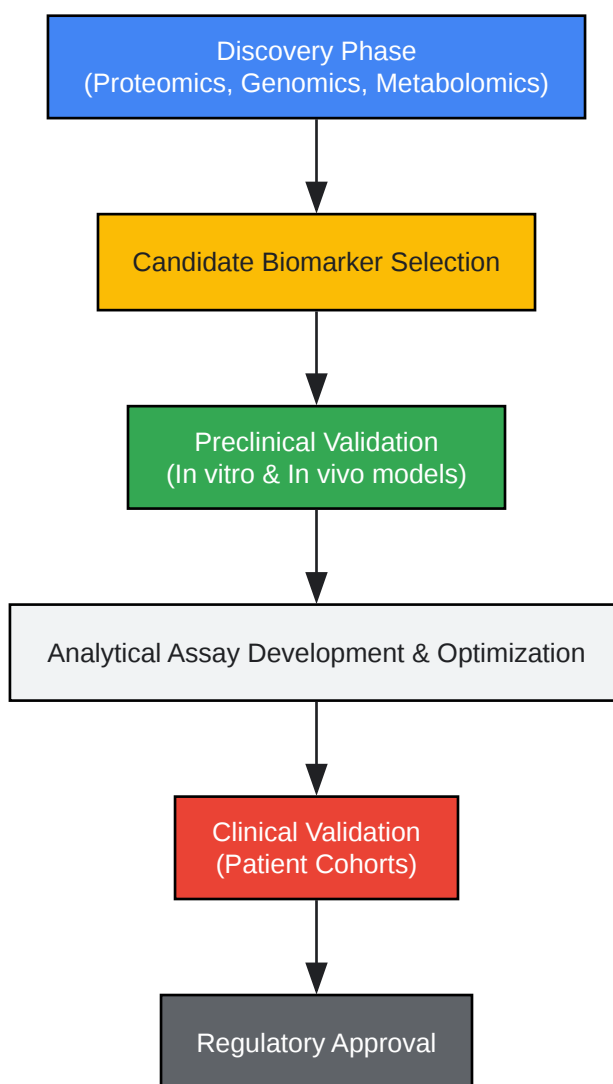 Discovery Phase
(Proteomics, Genomics, Metabolomics)
Candidate Biomarker Selection
Preclinical Validation
(In vitro & In vivo models)
Analytical Assay Development & Optimization
Clinical Validation
(Patient Cohorts)
Regulatory Approval